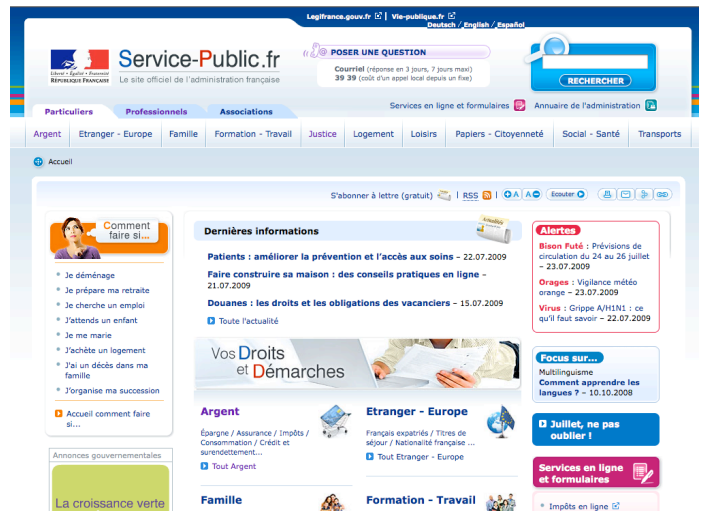 Legifrance.gouv.fr | Vie-publique.fr
Deutsch / English / Español
Liberté • Égalité • Fraternité
RÉPUBLIQUE FRANÇAISE
Service-Public.fr
Le site officiel de l'administration française
POSER UNE QUESTION
Courriel (réponse en 3 jours, 7 jours maxi)
39 39 (coût d'un appel local depuis un fixe)
RECHERCHER
Services en ligne et formulaires
Annuaire de l'administration
Particuliers
Professionnels
Associations
Argent
Etranger - Europe
Famille
Formation - Travail
Justice
Logement
Loisirs
Papiers - Citoyenneté
Social - Santé
Transports
Accueil
S'abonner à lettre (gratuit) | RSS | A A Ecouter
Comment
faire si...
Je déménage
Je prépare ma retraite
Je cherche un emploi
J'attends un enfant
Je me marie
J'achète un logement
J'ai un décès dans ma
famille
J'organise ma succession
Accueil comment faire
si...
Annonces gouvernementales
La croissance verte
Dernières informations
Actualités
Patients : améliorer la prévention et l'accès aux soins – 22.07.2009
Faire construire sa maison : des conseils pratiques en ligne –
21.07.2009
Douanes : les droits et les obligations des vacanciers – 15.07.2009
Toute l'actualité
Vos Droits
et Démarches
Argent
Épargne / Assurance / Impôts /
Consommation / Crédit et
surendettement...
Tout Argent
Etranger - Europe
Français expatriés / Titres de
séjour / Nationalité française ...
Tout Etranger - Europe
Famille
Formation - Travail
Alertes
Bison Futé : Prévisions de
circulation du 24 au 26 juillet
– 23.07.2009
Orages : Vigilance météo
orange – 23.07.2009
Virus : Grippe A/H1N1 : ce
qu'il faut savoir – 22.07.2009
Focus sur...
Multilinguisme
Comment apprendre les
langues ? – 10.10.2008
Juillet, ne pas
oublier !
Services en ligne
et formulaires
Impôts en ligne